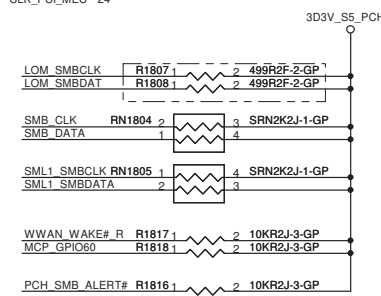 3D3V_S5_PCH
LOM_SMBCLK R1807 1 2 499R2F-2-GP
LOM_SMBDAT R1808 1 2 499R2F-2-GP
SMB_CLK RN1804 2 3 SRN2K2J-1-GP
SMB_DATA 1 4
SML1_SMBCLK RN1805 1 4 SRN2K2J-1-GP
SML1_SMBDATA 2 3
WWAN_WAKE#_R R1817 1 2 10KR2J-3-GP
MCP_GPIO60 R1818 1 2 10KR2J-3-GP
PCH_SMB_ALERT# R1816 1 2 10KR2J-3-GP